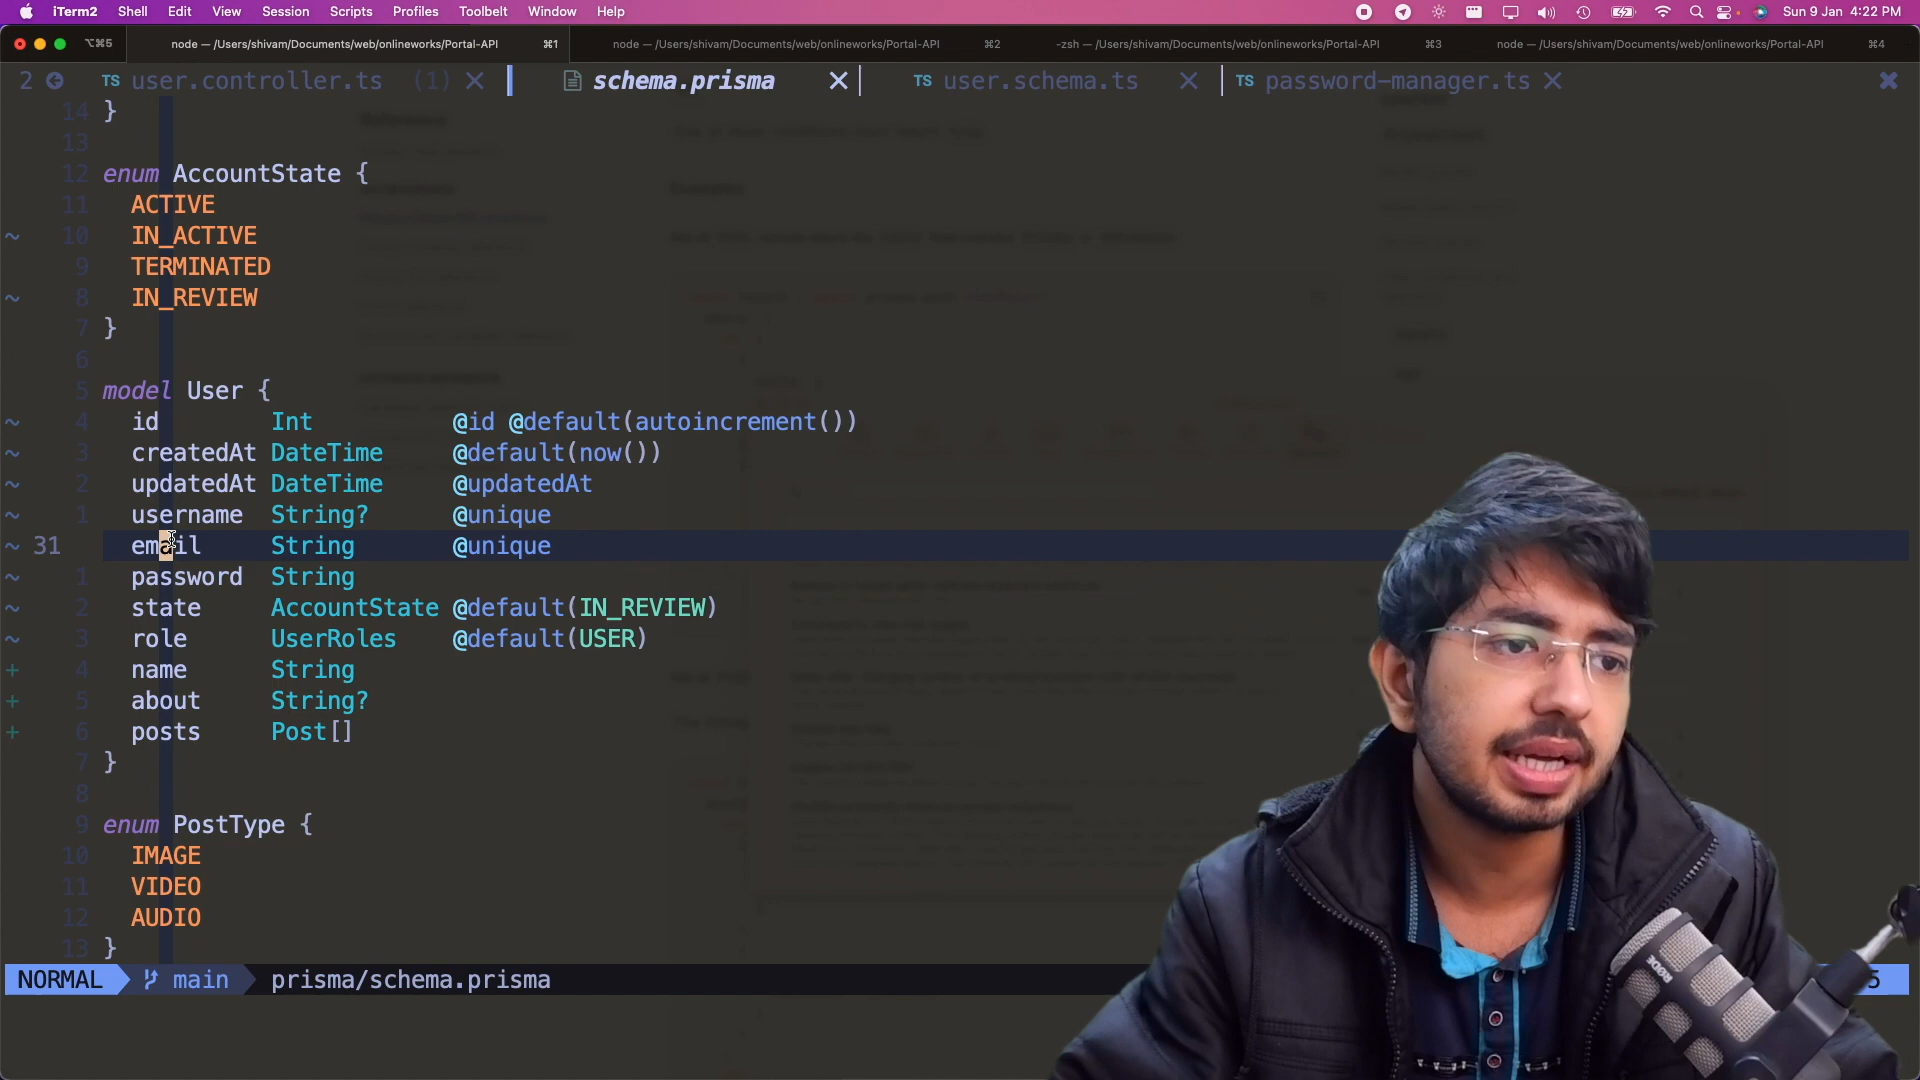 iTerm2 Shell Edit View Session Scripts Profiles Toolbelt Window Help Sun 9 Jan 4:22 PM
⌥⌘5 node — /Users/shivam/Documents/web/onlineworks/Portal-API ⌘1 node — /Users/shivam/Documents/web/onlineworks/Portal-API ⌘2 -zsh — /Users/shivam/Documents/web/onlineworks/Portal-API ⌘3 node — /Users/shivam/Documents/web/onlineworks/Portal-API ⌘4
2 TS user.controller.ts (1) schema.prisma TS user.schema.ts TS password-manager.ts
14 }
13
12 enum AccountState {
11 ACTIVE
~ 10 IN_ACTIVE
9 TERMINATED
~ 8 IN_REVIEW
7 }
6
5 model User {
~ 4 id Int @id @default(autoincrement())
~ 3 createdAt DateTime @default(now())
~ 2 updatedAt DateTime @updatedAt
~ 1 username String? @unique
~ 31 email String @unique
~ 1 password String
~ 2 state AccountState @default(IN_REVIEW)
~ 3 role UserRoles @default(USER)
+ 4 name String
+ 5 about String?
+ 6 posts Post[]
7 }
8
9 enum PostType {
10 IMAGE
11 VIDEO
12 AUDIO
13 }
NORMAL main prisma/schema.prisma 5
RØDE